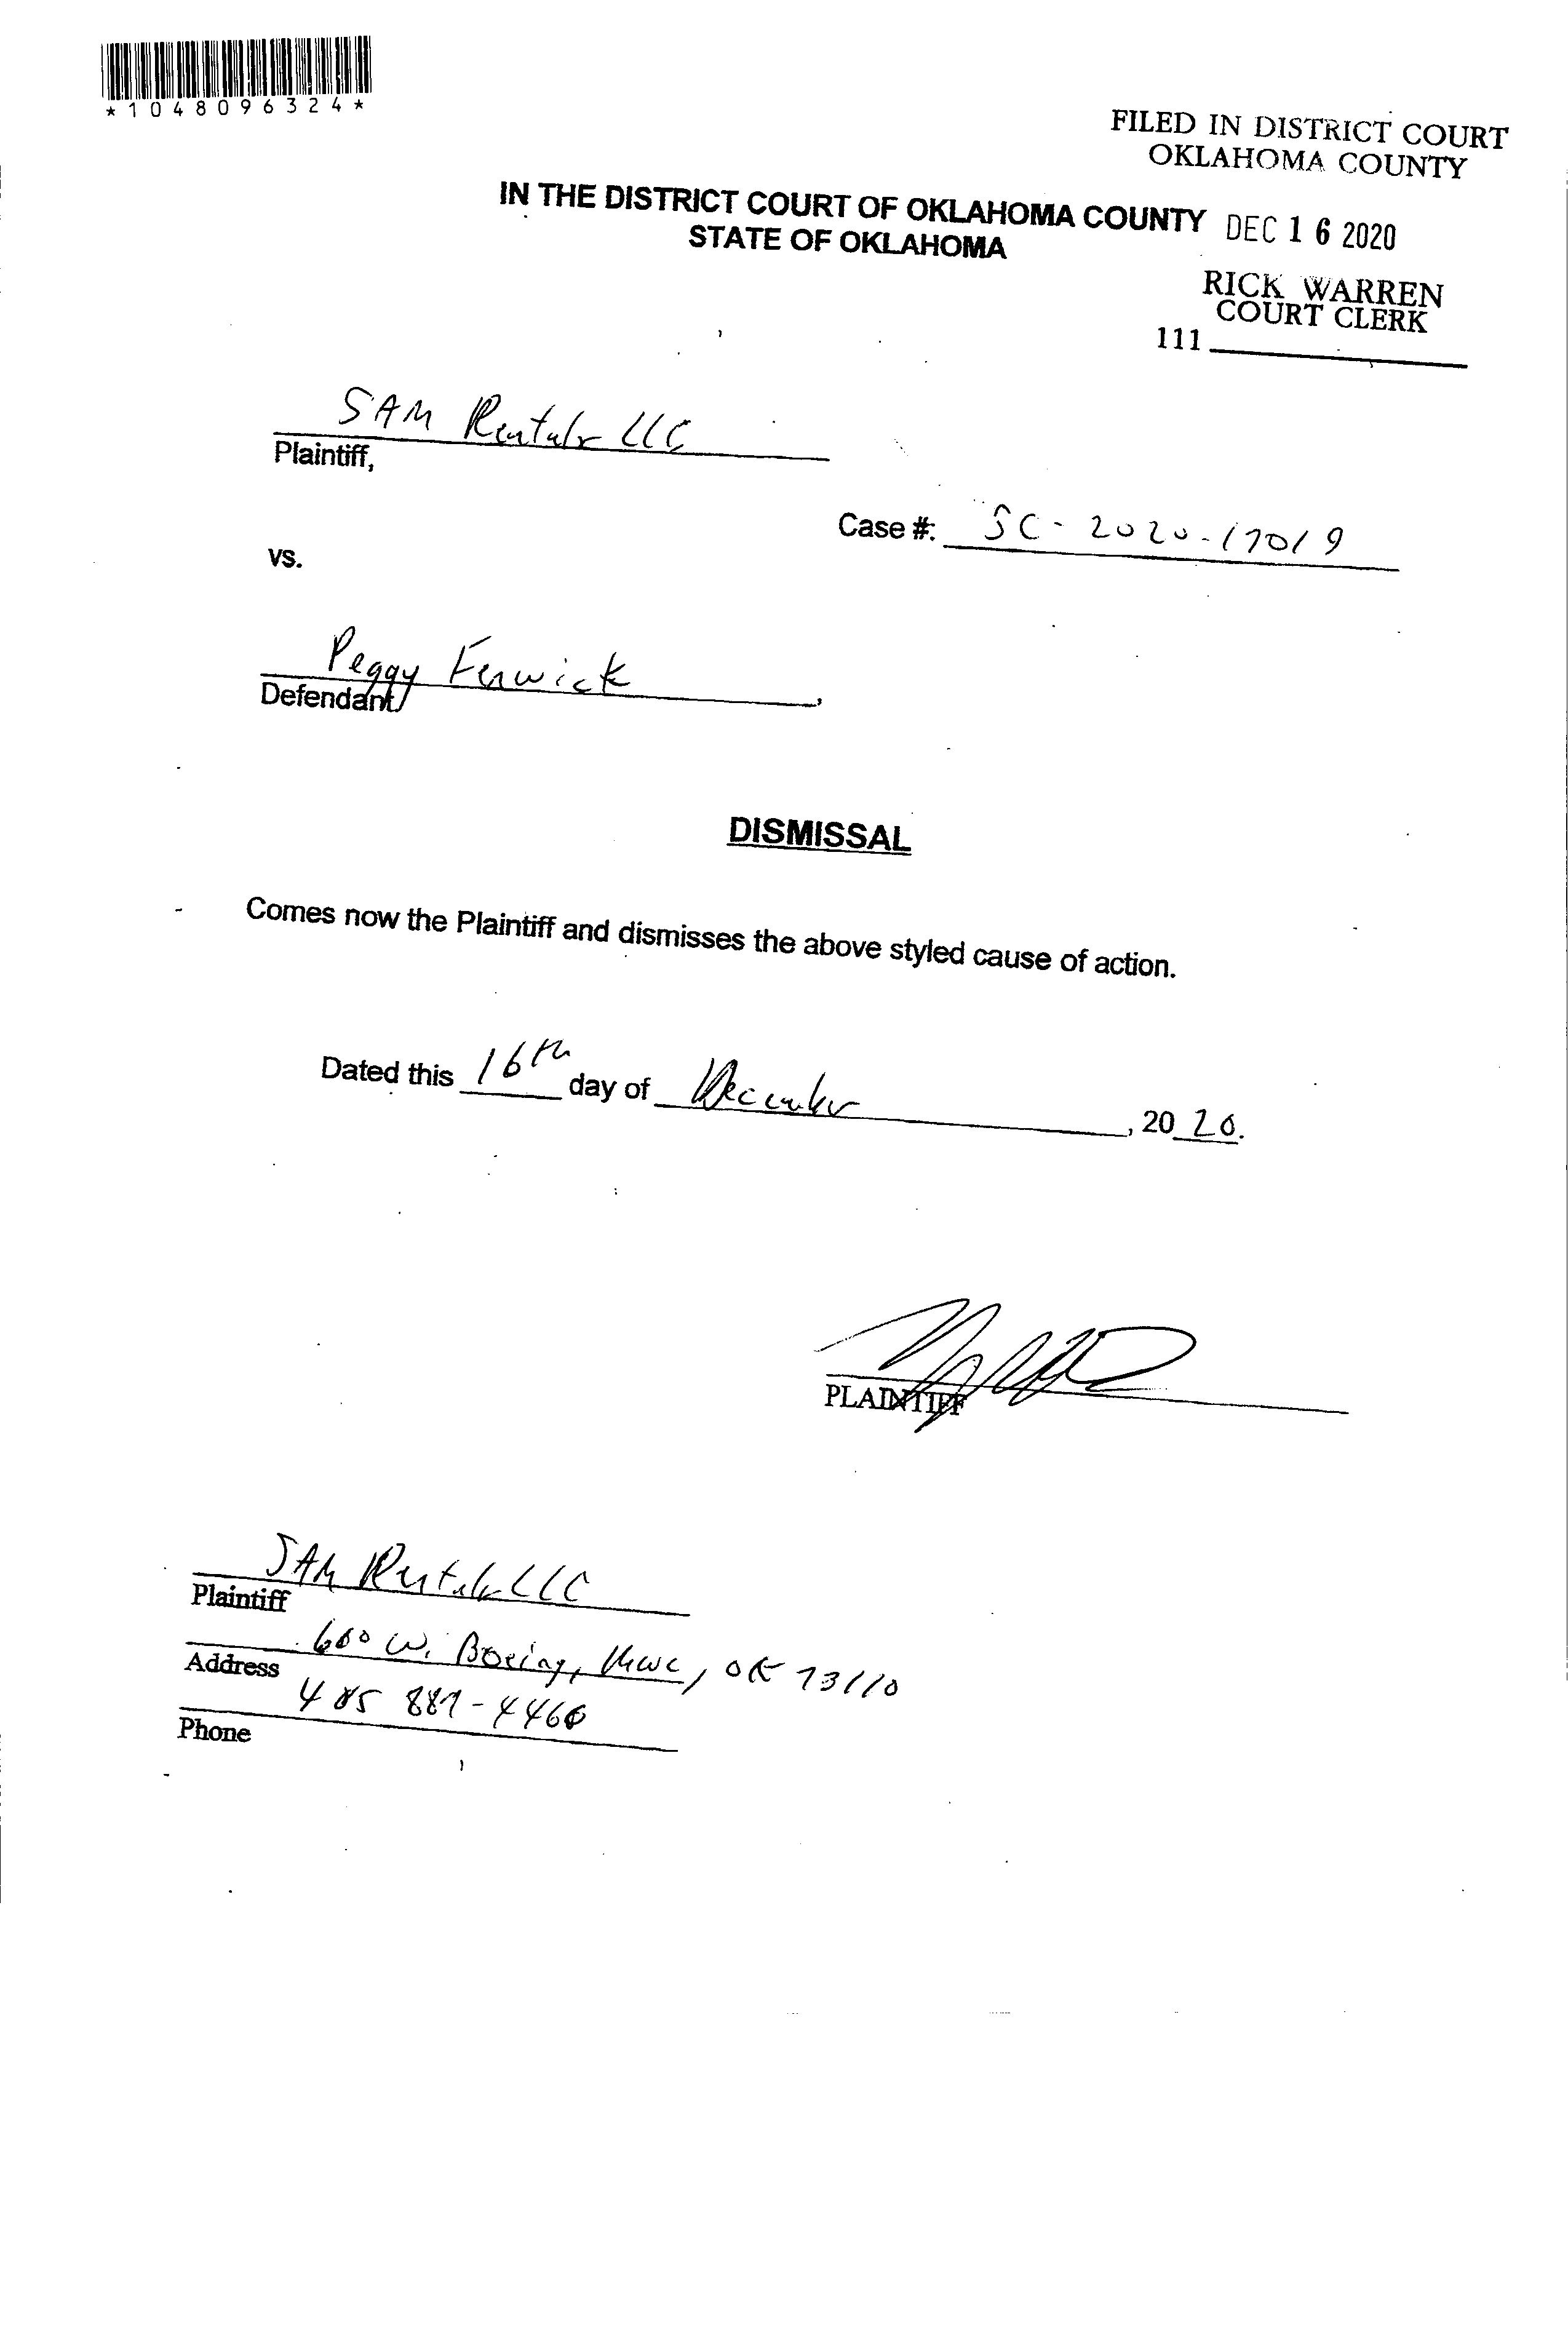 *1048096324*
FILED IN DISTRICT COURT
OKLAHOMA COUNTY
IN THE DISTRICT COURT OF OKLAHOMA COUNTY
STATE OF OKLAHOMA
DEC 16 2020
RICK WARREN
COURT CLERK
111
SAM Rentals LLC
Plaintiff,
Case #: SC-2020-17019
vs.
Peggy Fenwick
Defendant,
DISMISSAL
Comes now the Plaintiff and dismisses the above styled cause of action.
Dated this 16th day of December, 2020.
PLAINTIFF
SAM Rentals LLC
Plaintiff
600 W. Boeing, MWC, OK 73110
Address
405 887-4460
Phone